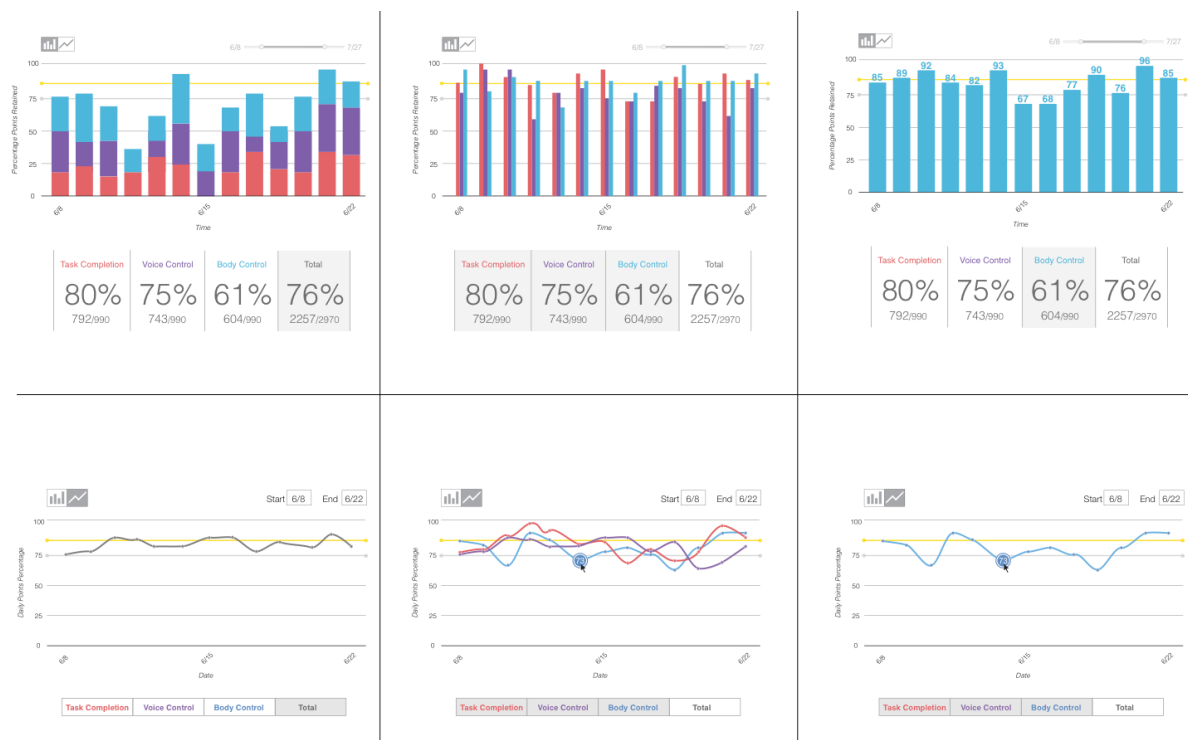 6/8 7/27
100
75
50
25
0
Percentage Points Retained
6/8 6/15 6/22
Time
Task Completion Voice Control Body Control Total
80% 75% 61% 76%
792/990 743/990 604/990 2257/2970
6/8 7/27
100
75
50
25
0
Percentage Points Retained
6/8 6/15 6/22
Time
Task Completion Voice Control Body Control Total
80% 75% 61% 76%
792/990 743/990 604/990 2257/2970
6/8 7/27
100
75
50
25
0
Percentage Points Retained
85 89 92 84 82 93 67 68 77 90 76 96 85
6/8 6/15 6/22
Time
Task Completion Voice Control Body Control Total
80% 75% 61% 76%
792/990 743/990 604/990 2257/2970
Start 6/8 End 6/22
100
75
50
25
0
Daily Points Percentage
6/8 6/15 6/22
Date
Task Completion Voice Control Body Control Total
Start 6/8 End 6/22
100
75
50
25
0
Daily Points Percentage
73
6/8 6/15 6/22
Date
Task Completion Voice Control Body Control Total
Start 6/8 End 6/22
100
75
50
25
0
Daily Points Percentage
73
6/8 6/15 6/22
Date
Task Completion Voice Control Body Control Total